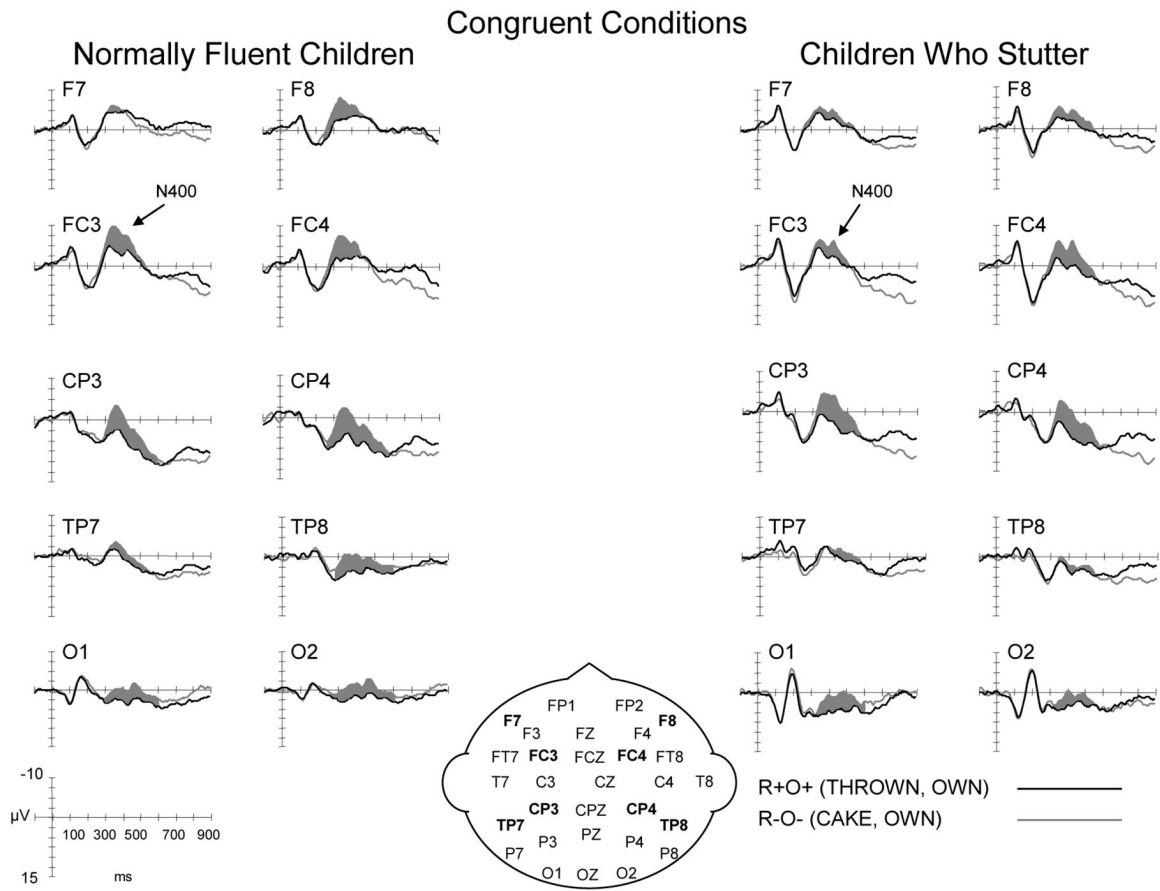 Congruent Conditions
Normally Fluent Children
Children Who Stutter
F7 F8 F7 F8
N400 N400
FC3 FC4 FC3 FC4
CP3 CP4 CP3 CP4
TP7 TP8 TP7 TP8
O1 O2 O1 O2
FP1 FP2
F7 F8
F3 FZ F4
FT7 FC3 FCZ FC4 FT8
T7 C3 CZ C4 T8
CP3 CPZ CP4
TP7 TP8
P3 PZ P4
P7 P8
O1 OZ O2
-10
µV
100 300 500 700 900
15 ms
R+O+ (THROWN, OWN)
R-O- (CAKE, OWN)